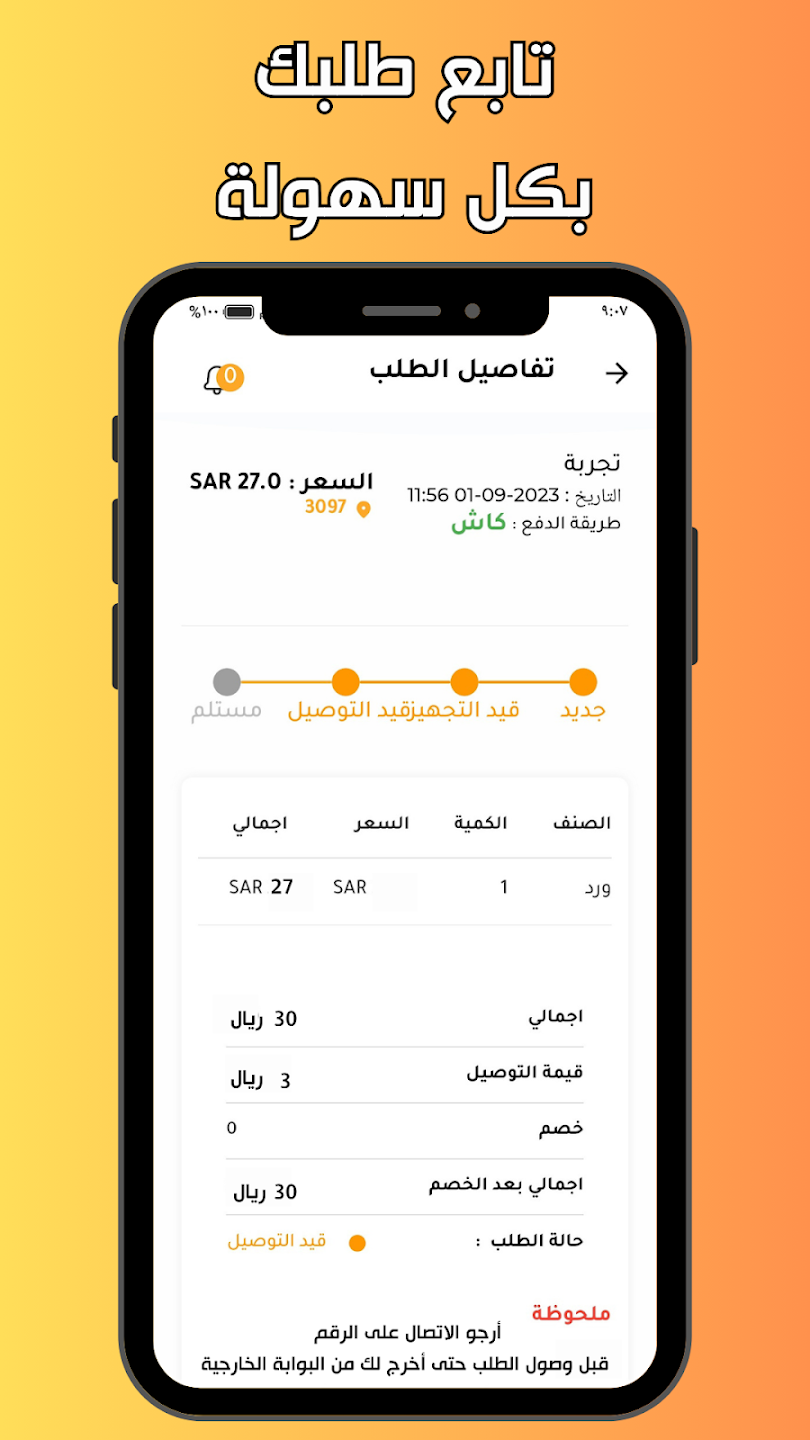 تابع طلبك
بكل سهولة
٩:٠٧
%١٠٠
تفاصيل الطلب
0
تجربة
التاريخ : 2023-09-01 11:56
طريقة الدفع : كاش
السعر : SAR 27.0
3097
جديد
قيد التجهيز
قيد التوصيل
مستلم
الصنف الكمية السعر اجمالي
ورد 1 SAR SAR 27
اجمالي 30 ريال
قيمة التوصيل 3 ريال
خصم 0
اجمالي بعد الخصم 30 ريال
حالة الطلب : قيد التوصيل
ملحوظة
أرجو الاتصال على الرقم
قبل وصول الطلب حتى أخرج لك من البوابة الخارجية